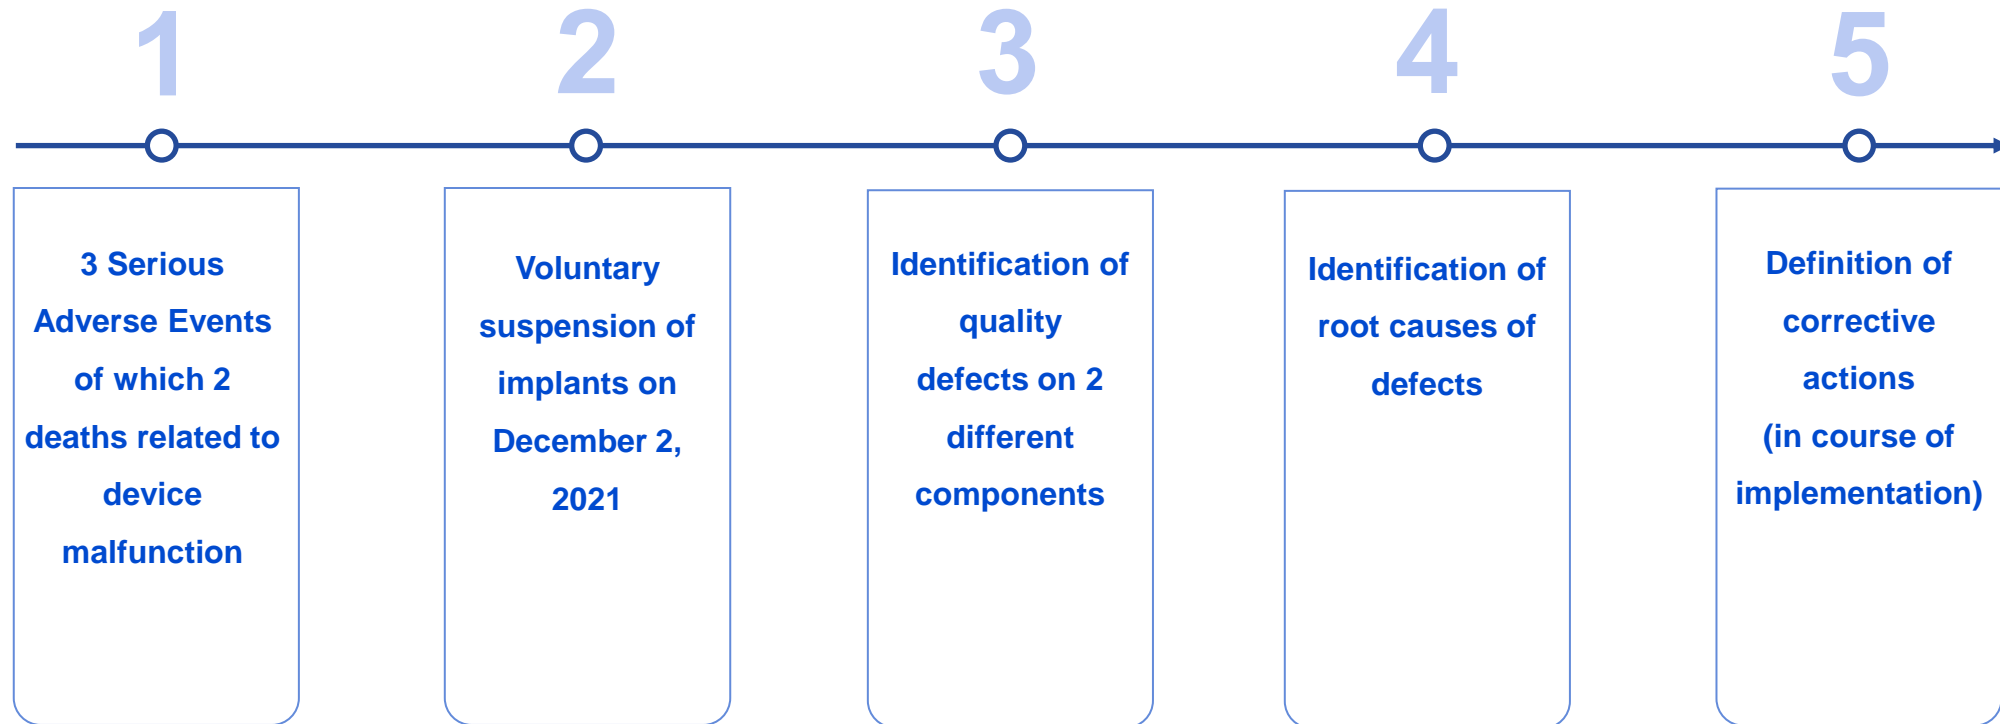 1
3 Serious
Adverse Events
of which 2
deaths related to
device
malfunction
2
Voluntary
suspension of
implants on
December 2,
2021
3
Identification of
quality
defects on 2
different
components
4
Identification of
root causes of
defects
5
Definition of
corrective
actions
(in course of
implementation)